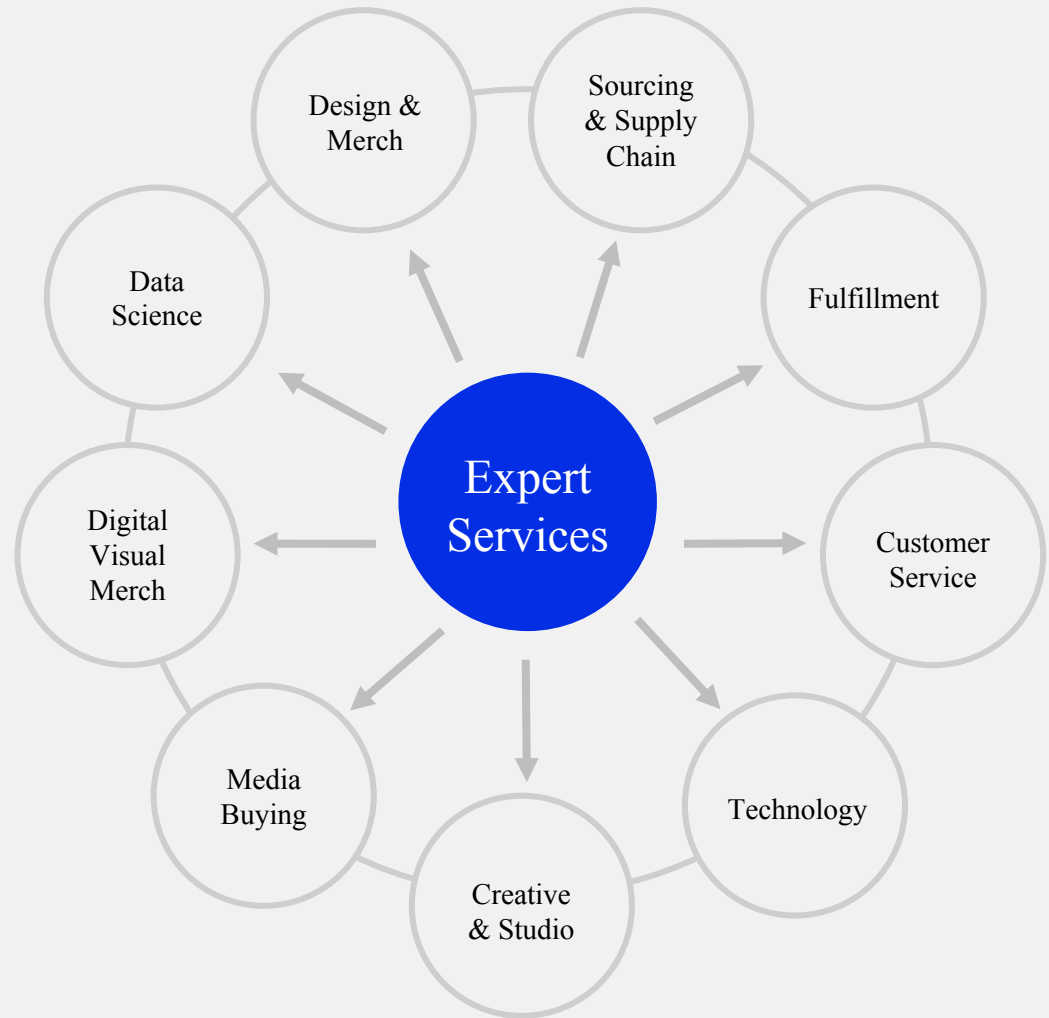 Design &
Merch
Sourcing
& Supply
Chain
Data
Science
Fulfillment
Expert
Services
Digital
Visual
Merch
Customer
Service
Media
Buying
Technology
Creative
& Studio